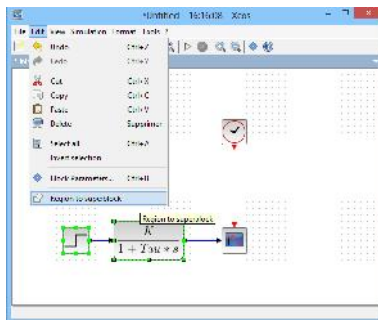 *Untitled - 16:16:08 - Xcos
File Edit View Simulation Format Tools ?
Undo Ctrl+Z
Redo Ctrl+Y
Cut Ctrl+X
Copy Ctrl+C
Paste Ctrl+V
Delete Supprimer
Select all Ctrl+A
Invert selection
Block Parameters... Ctrl+B
Region to superblock
Region to superblock
K
1 + Tau * s